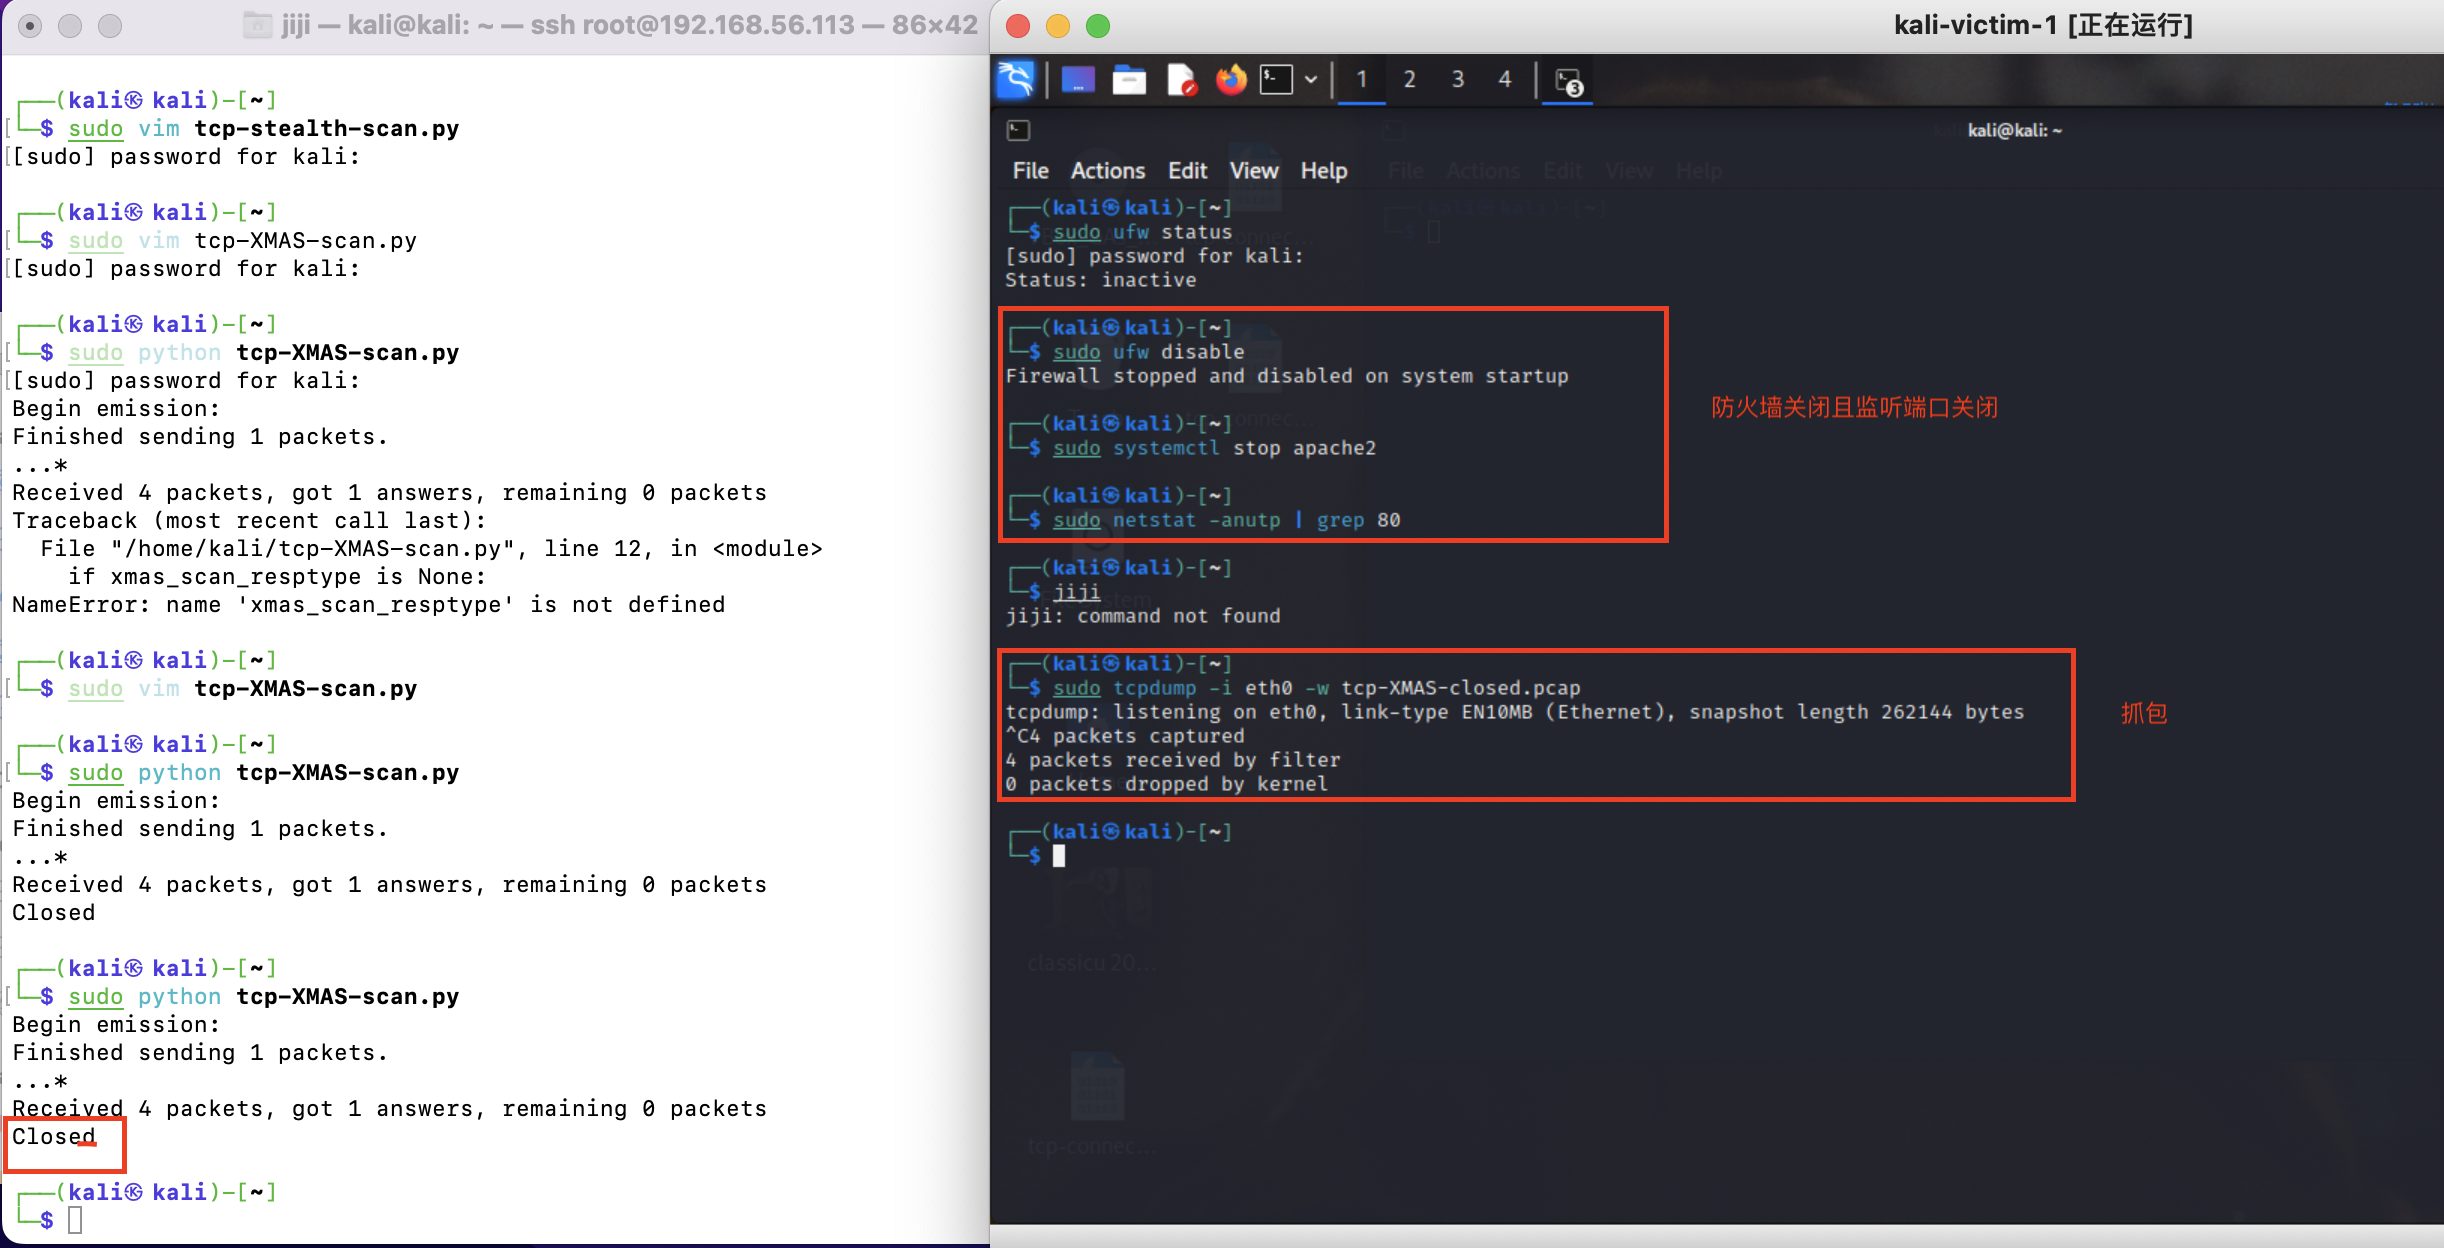 jiji — kali@kali: ~ — ssh root@192.168.56.113 — 86×42
┌──(kali㉿kali)-[~]
└─$ sudo vim tcp-stealth-scan.py
[sudo] password for kali:
┌──(kali㉿kali)-[~]
└─$ sudo vim tcp-XMAS-scan.py
[sudo] password for kali:
┌──(kali㉿kali)-[~]
└─$ sudo python tcp-XMAS-scan.py
[sudo] password for kali:
Begin emission:
Finished sending 1 packets.
...*
Received 4 packets, got 1 answers, remaining 0 packets
Traceback (most recent call last):
  File "/home/kali/tcp-XMAS-scan.py", line 12, in <module>
    if xmas_scan_resptype is None:
NameError: name 'xmas_scan_resptype' is not defined
┌──(kali㉿kali)-[~]
└─$ sudo vim tcp-XMAS-scan.py
┌──(kali㉿kali)-[~]
└─$ sudo python tcp-XMAS-scan.py
Begin emission:
Finished sending 1 packets.
...*
Received 4 packets, got 1 answers, remaining 0 packets
Closed
┌──(kali㉿kali)-[~]
└─$ sudo python tcp-XMAS-scan.py
Begin emission:
Finished sending 1 packets.
...*
Received 4 packets, got 1 answers, remaining 0 packets
Closed
┌──(kali㉿kali)-[~]
└─$
kali-victim-1 [正在运行]
1 2 3 4 3
kali@kali: ~
File Actions Edit View Help
File Actions Edit View Help
┌──(kali㉿kali)-[~]
└─$ sudo ufw status
[sudo] password for kali:
Status: inactive
┌──(kali㉿kali)-[~]
└─$ sudo ufw disable
Firewall stopped and disabled on system startup
┌──(kali㉿kali)-[~]
└─$ sudo systemctl stop apache2
┌──(kali㉿kali)-[~]
└─$ sudo netstat -anutp | grep 80
防火墙关闭且监听端口关闭
┌──(kali㉿kali)-[~]
└─$ jiji
jiji: command not found
┌──(kali㉿kali)-[~]
└─$ sudo tcpdump -i eth0 -w tcp-XMAS-closed.pcap
tcpdump: listening on eth0, link-type EN10MB (Ethernet), snapshot length 262144 bytes
^C4 packets captured
4 packets received by filter
0 packets dropped by kernel
抓包
┌──(kali㉿kali)-[~]
└─$
classicu 20...
tcp-connec...